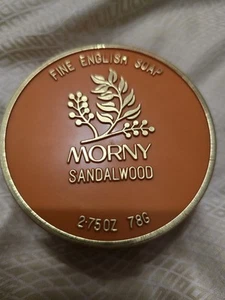 FINE ENGLISH SOAP
MORNY
SANDALWOOD
2·75OZ 78G